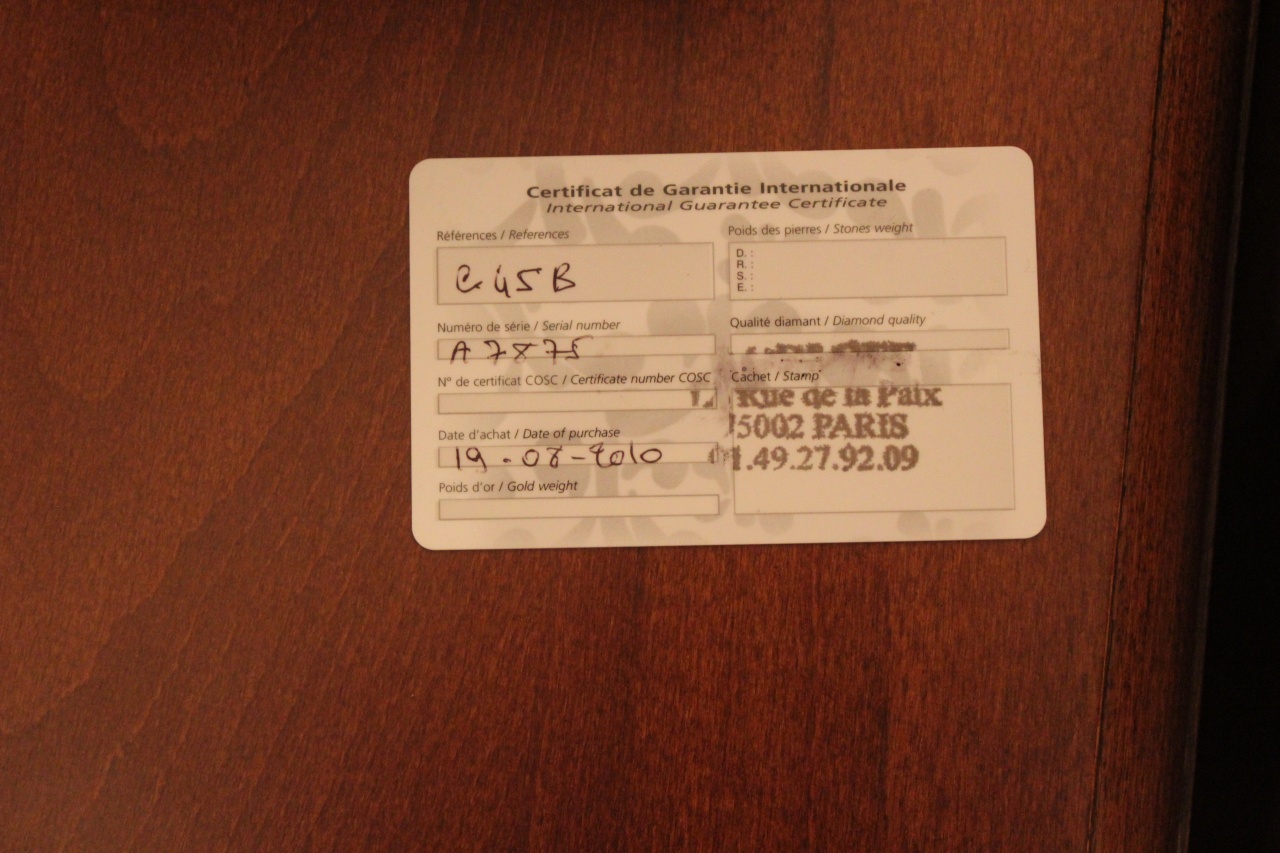 Certificat de Garantie Internationale
International Guarantee Certificate
Références / References
C45B
Poids des pierres / Stones weight
D. :
R. :
S. :
E. :
Numéro de série / Serial number
A 7875
Qualité diamant / Diamond quality
N° de certificat COSC / Certificate number COSC
Cachet / Stamp
Rue de la Paix
75002 PARIS
01.49.27.92.09
Date d'achat / Date of purchase
19.08-2010
Poids d'or / Gold weight